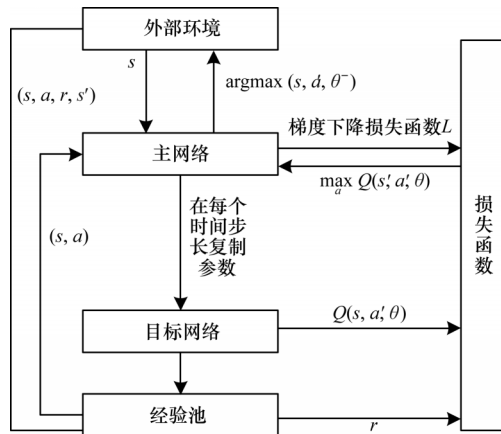 外部环境
s
(s, a, r, s′)
argmax (s, a′, θ⁻)
主网络
梯度下降损失函数L
max Q(s′, a′, θ)
a
在每个
时间步
长复制
参数
(s, a)
损失函数
目标网络
Q(s, a′, θ)
经验池
r